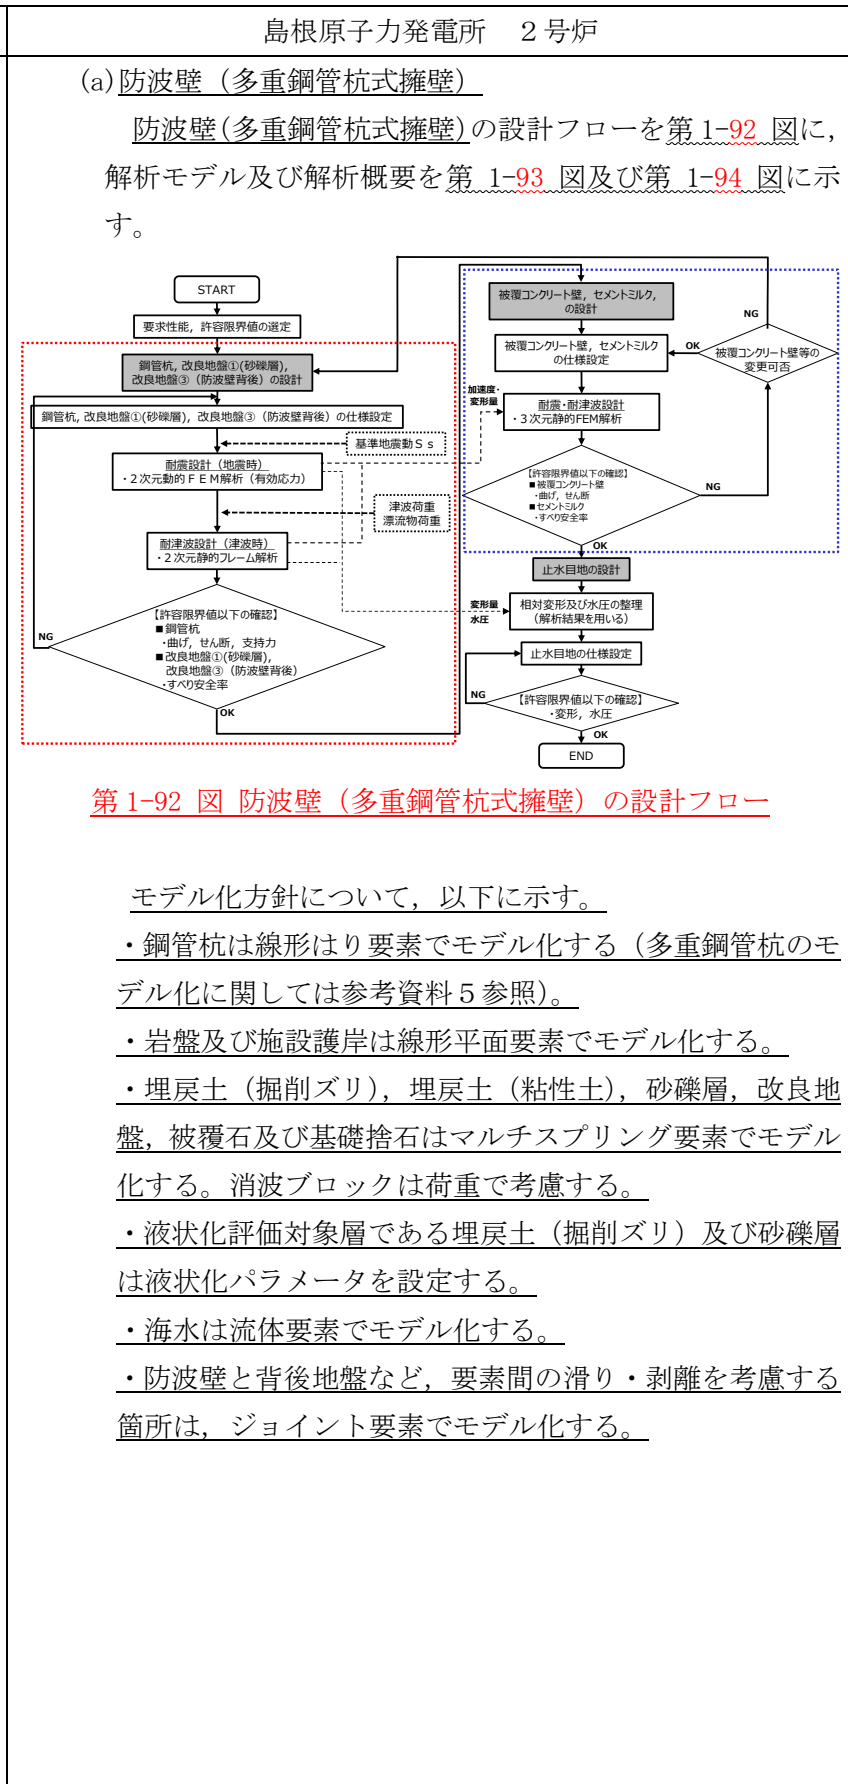 島根原子力発電所　２号炉
(a)防波壁（多重鋼管杭式擁壁）
防波壁(多重鋼管杭式擁壁)の設計フローを第 1-92 図に，
解析モデル及び解析概要を第 1-93 図及び第 1-94 図に示
す。
START
要求性能，許容限界値の選定
鋼管杭，改良地盤①(砂礫層)，
改良地盤③（防波壁背後）の設計
鋼管杭，改良地盤①(砂礫層)，改良地盤③（防波壁背後）の仕様設定
基準地震動Ｓｓ
耐震設計（地震時）
・２次元動的ＦＥＭ解析（有効応力）
津波荷重
漂流物荷重
耐津波設計（津波時）
・２次元静的フレーム解析
【許容限界値以下の確認】
■鋼管杭
・曲げ，せん断，支持力
■改良地盤①(砂礫層)，
改良地盤③（防波壁背後）
・すべり安全率
NG
OK
被覆コンクリート壁，セメントミルク，
の設計
被覆コンクリート壁，セメントミルク
の仕様設定
OK
NG
被覆コンクリート壁等の
変更可否
加速度・
変形量
耐震・耐津波設計
・３次元静的FEM解析
【許容限界値以下の確認】
■被覆コンクリート壁
・曲げ，せん断
■セメントミルク
・すべり安全率
NG
OK
止水目地の設計
変形量
水圧
相対変形及び水圧の整理
（解析結果を用いる）
止水目地の仕様設定
NG
【許容限界値以下の確認】
・変形，水圧
OK
END
第 1-92 図 防波壁（多重鋼管杭式擁壁）の設計フロー
モデル化方針について，以下に示す。
・鋼管杭は線形はり要素でモデル化する（多重鋼管杭のモ
デル化に関しては参考資料５参照）。
・岩盤及び施設護岸は線形平面要素でモデル化する。
・埋戻土（掘削ズリ），埋戻土（粘性土），砂礫層，改良地
盤，被覆石及び基礎捨石はマルチスプリング要素でモデル
化する。消波ブロックは荷重で考慮する。
・液状化評価対象層である埋戻土（掘削ズリ）及び砂礫層
は液状化パラメータを設定する。
・海水は流体要素でモデル化する。
・防波壁と背後地盤など，要素間の滑り・剥離を考慮する
箇所は，ジョイント要素でモデル化する。